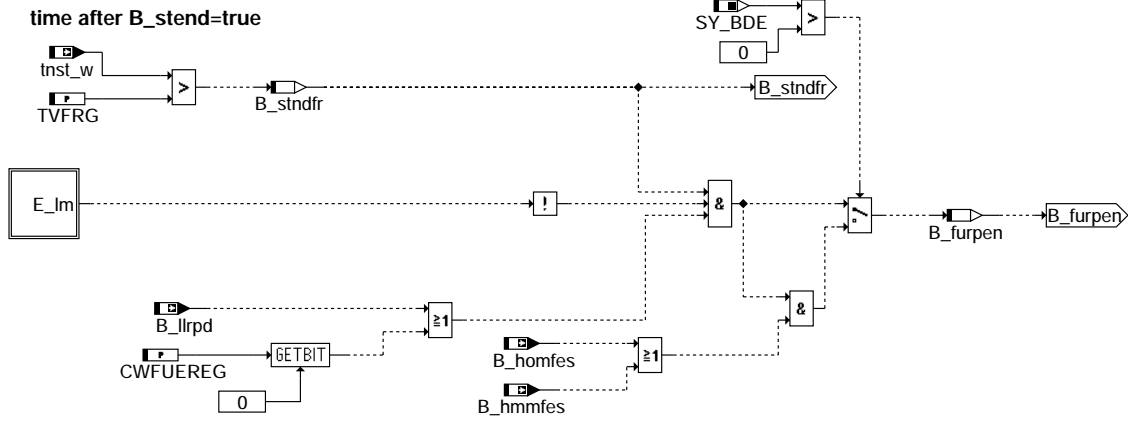 time after B_stend=true
SY_BDE
>
0
tnst_w
>
TVFRG
P
B_stndfr
B_stndfr
E_lm
!
&
B_furpen
B_furpen
&
B_llrpd
≧1
P
GETBIT
CWFUEREG
0
B_homfes
≧1
B_hmmfes